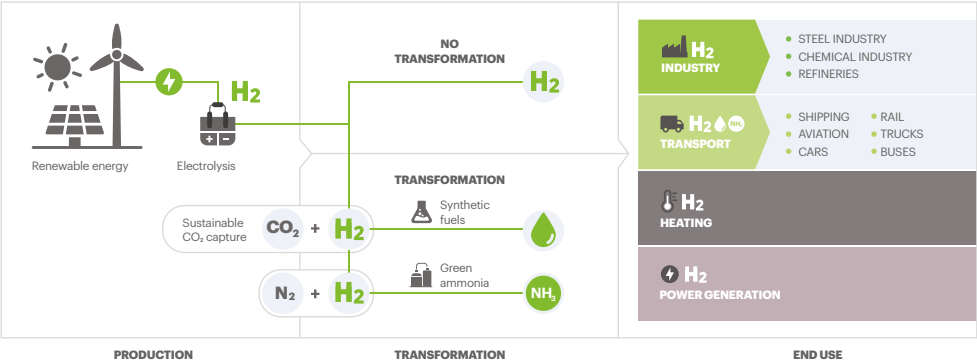 H2
Renewable energy
Electrolysis
Sustainable
CO₂ capture
CO₂
+
H2
N₂
+
H2
NO
TRANSFORMATION
H2
TRANSFORMATION
Synthetic
fuels
Green
ammonia
NH₃
H2
INDUSTRY
STEEL INDUSTRY
CHEMICAL INDUSTRY
REFINERIES
H2
NH₃
TRANSPORT
SHIPPING
AVIATION
CARS
RAIL
TRUCKS
BUSES
H2
HEATING
H2
POWER GENERATION
PRODUCTION
TRANSFORMATION
END USE